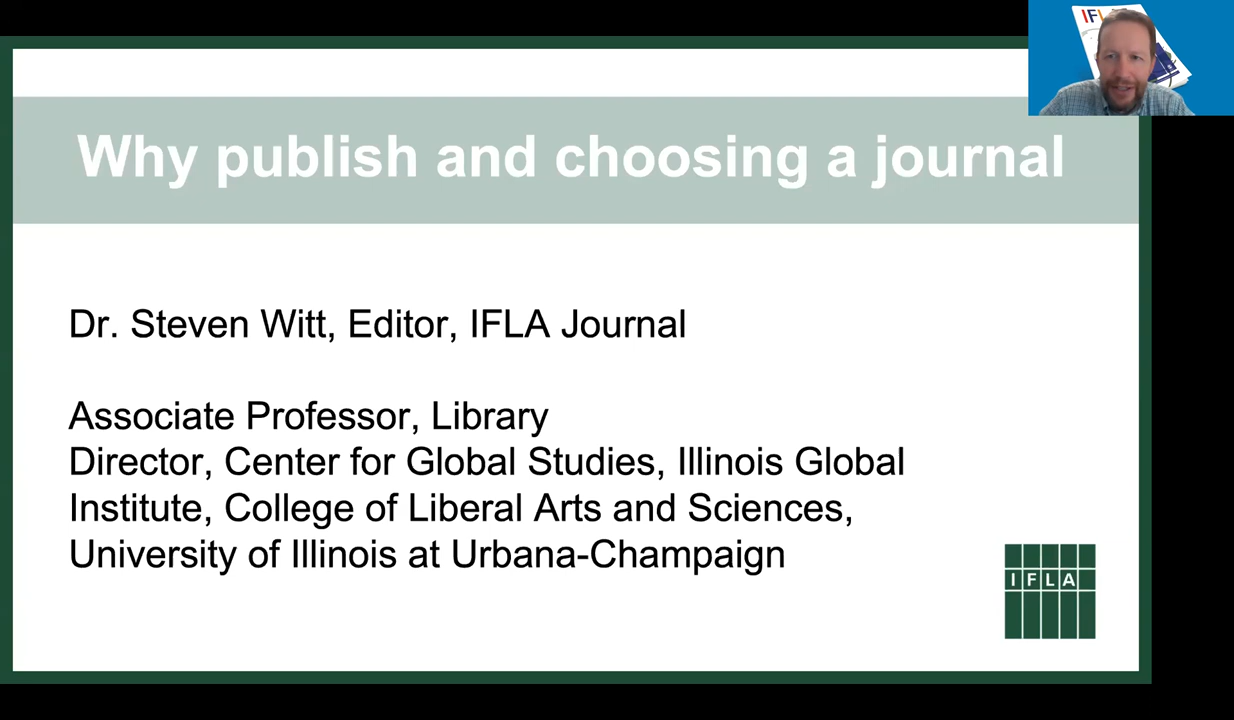 Why publish and choosing a journal
Dr. Steven Witt, Editor, IFLA Journal
Associate Professor, Library
Director, Center for Global Studies, Illinois Global
Institute, College of Liberal Arts and Sciences,
University of Illinois at Urbana-Champaign
IFLA